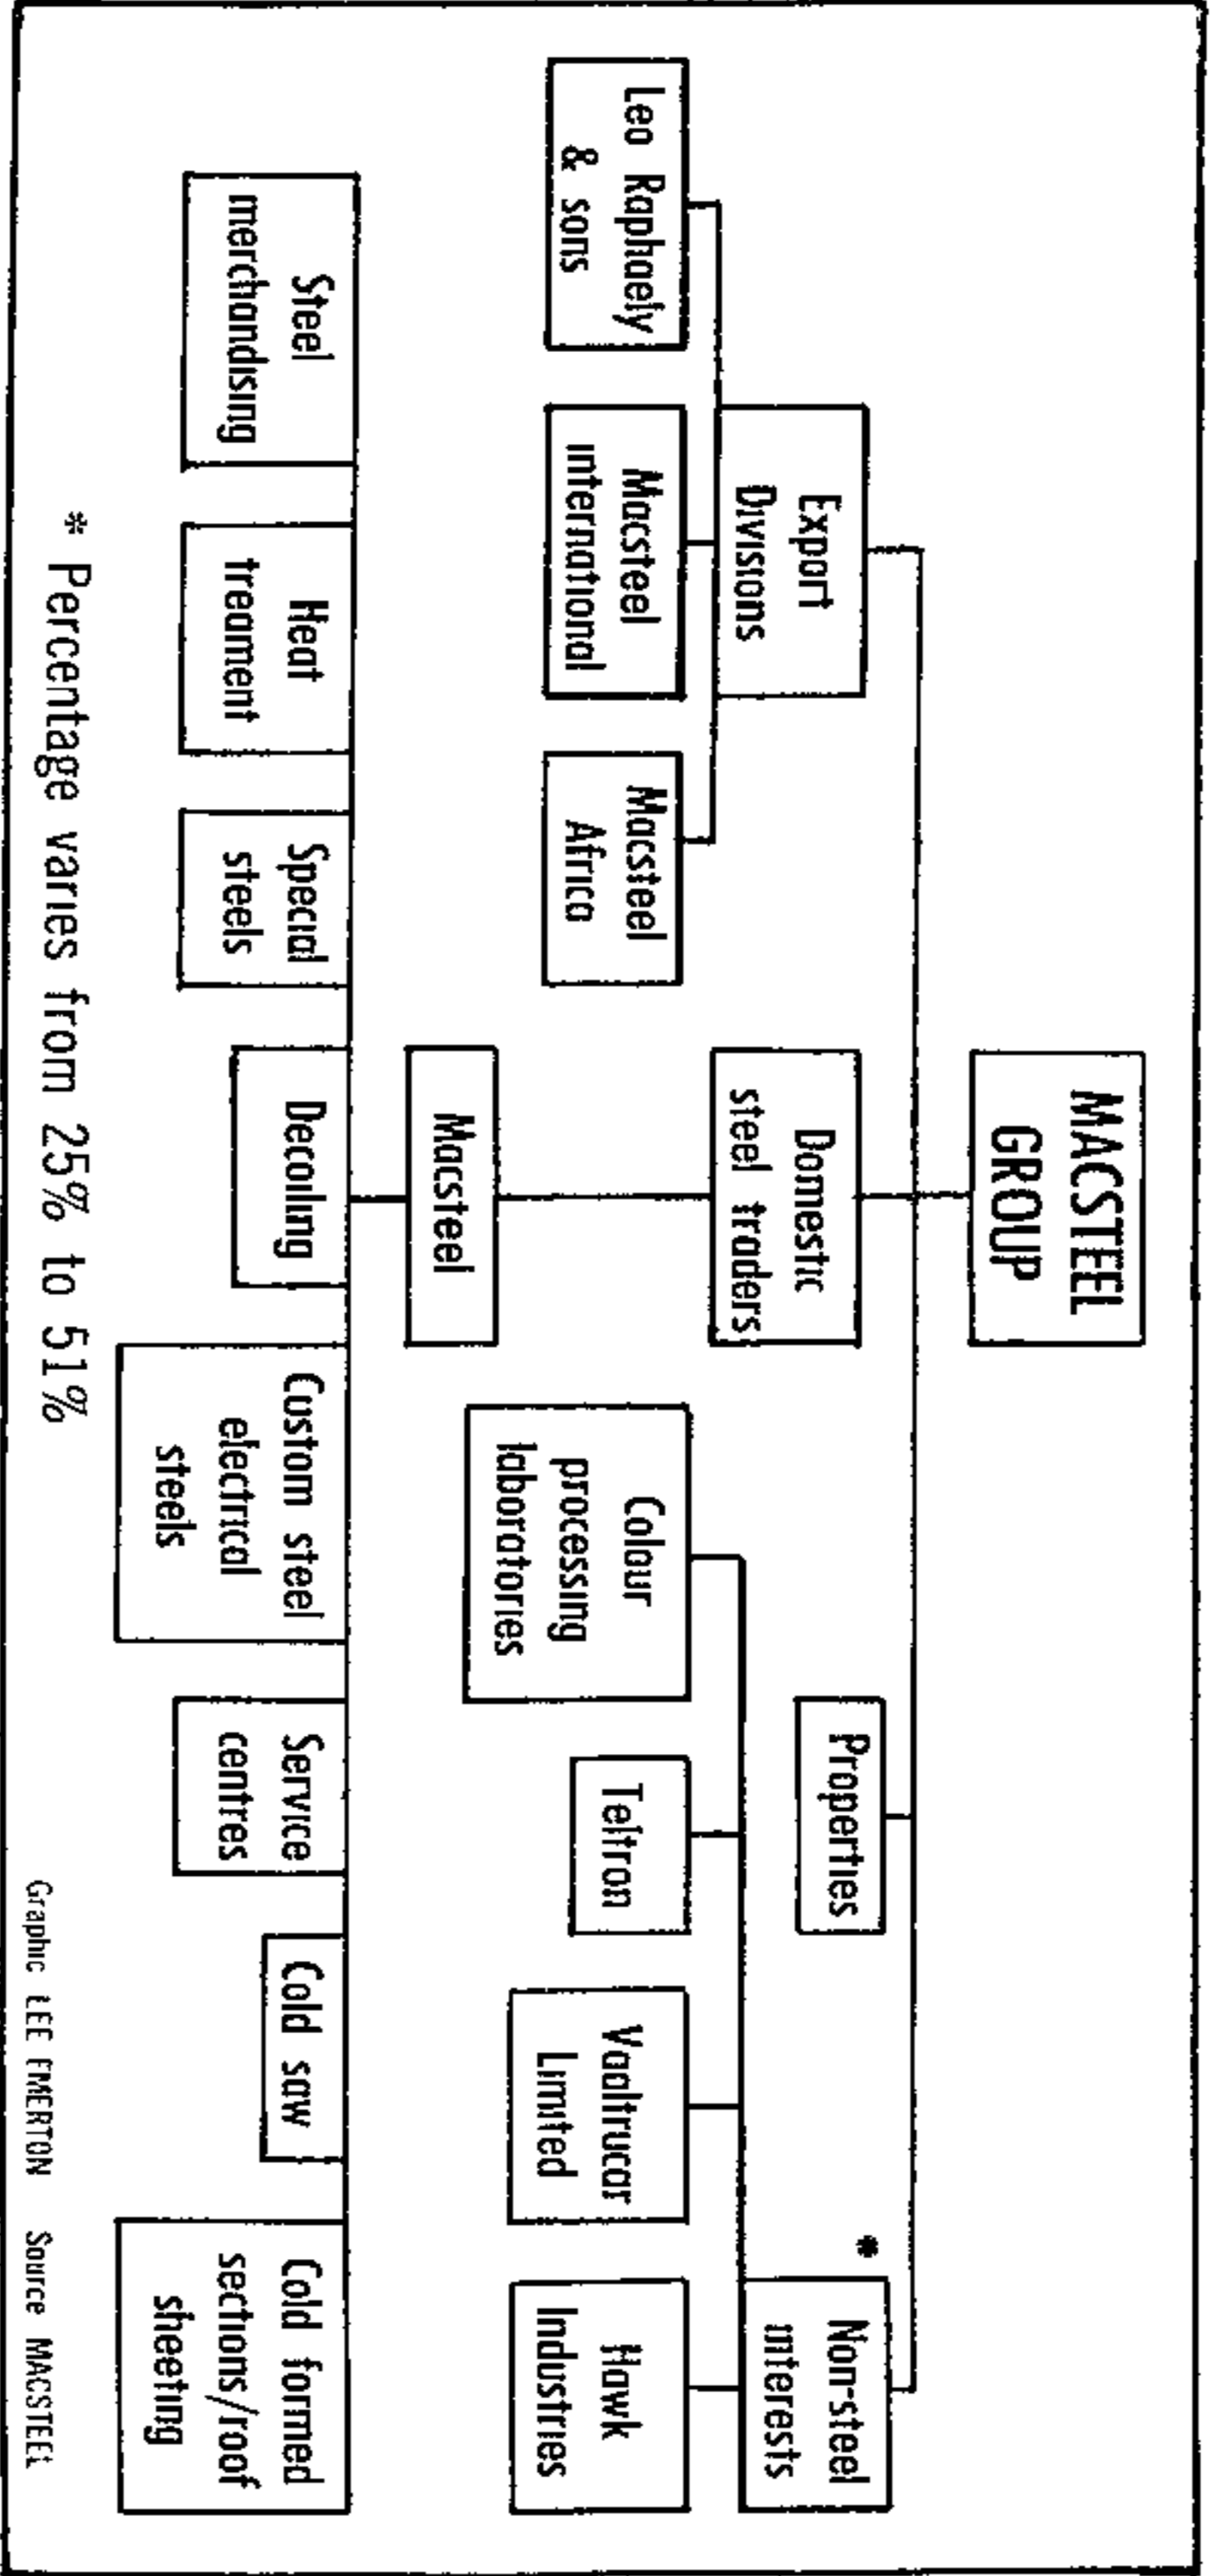 MACSTEEL
GROUP
Export
Divisions
Domestic
steel traders
Properties
*
Non-steel
interests
Leo Raphaely
& sons
Macsteel
international
Macsteel
Africa
Colour
processing
laboratories
Teltron
Vaaltrucar
Limited
Hawk
Industries
Macsteel
Steel
merchandising
Heat
treament
Special
steels
Decoiling
Custom steel
electrical
steels
Service
centres
Cold saw
Cold formed
sections/roof
sheeting
* Percentage varies from 25% to 51%
Graphic LEE EMERTON Source MACSTEEL